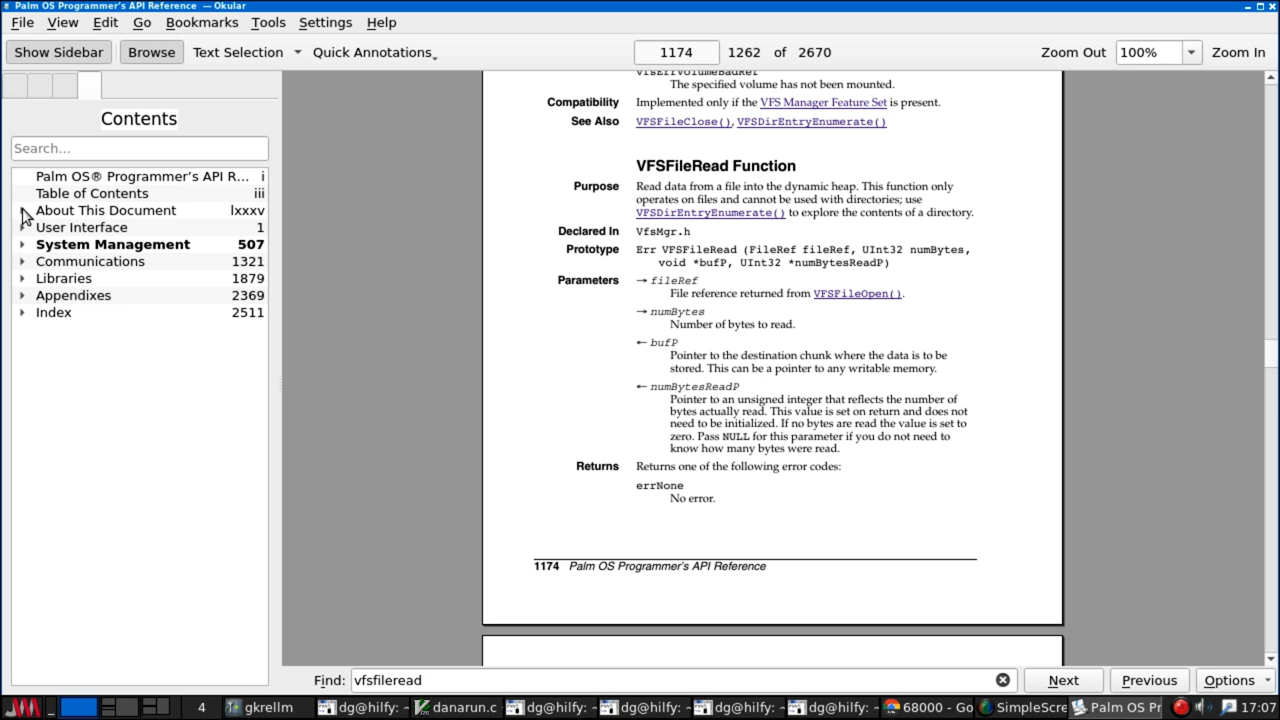 Palm OS Programmer's API Reference — Okular
File View Edit Go Bookmarks Tools Settings Help
Show Sidebar Browse Text Selection Quick Annotations 1174 1262 of 2670 Zoom Out 100% Zoom In
Contents
Search...
Palm OS® Programmer's API R... i
Table of Contents iii
About This Document lxxxv
User Interface 1
System Management 507
Communications 1321
Libraries 1879
Appendixes 2369
Index 2511
vfsErrVolumeBadRef
The specified volume has not been mounted.
Compatibility Implemented only if the VFS Manager Feature Set is present.
See Also VFSFileClose(), VFSDirEntryEnumerate()
VFSFileRead Function
Purpose Read data from a file into the dynamic heap. This function only
operates on files and cannot be used with directories; use
VFSDirEntryEnumerate() to explore the contents of a directory.
Declared In VfsMgr.h
Prototype Err VFSFileRead (FileRef fileRef, UInt32 numBytes,
void *bufP, UInt32 *numBytesReadP)
Parameters → fileRef
File reference returned from VFSFileOpen().
→ numBytes
Number of bytes to read.
← bufP
Pointer to the destination chunk where the data is to be
stored. This can be a pointer to any writable memory.
← numBytesReadP
Pointer to an unsigned integer that reflects the number of
bytes actually read. This value is set on return and does not
need to be initialized. If no bytes are read the value is set to
zero. Pass NULL for this parameter if you do not need to
know how many bytes were read.
Returns Returns one of the following error codes:
errNone
No error.
1174 Palm OS Programmer's API Reference
Find: vfsfileread Next Previous Options
4 gkrellm dg@hilfy: ~ danarun.c dg@hilfy: ~ dg@hilfy: ~ dg@hilfy: ~ dg@hilfy: ~ 68000 - Go SimpleScre Palm OS Pr 17:07